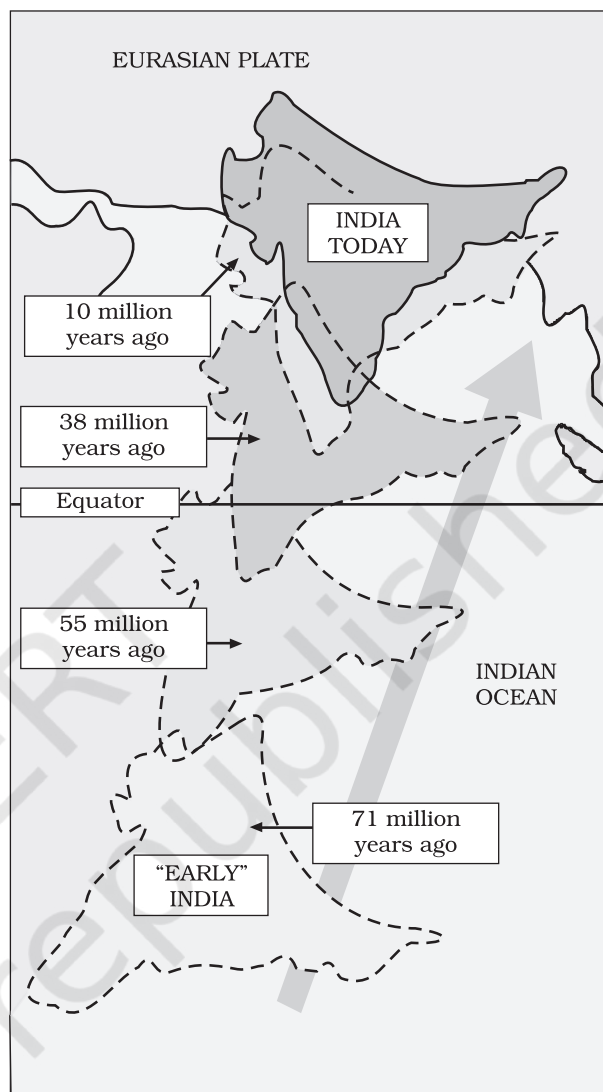 EURASIAN PLATE
INDIA
TODAY
10 million
years ago
38 million
years ago
Equator
55 million
years ago
INDIAN
OCEAN
71 million
years ago
“EARLY”
INDIA
republished